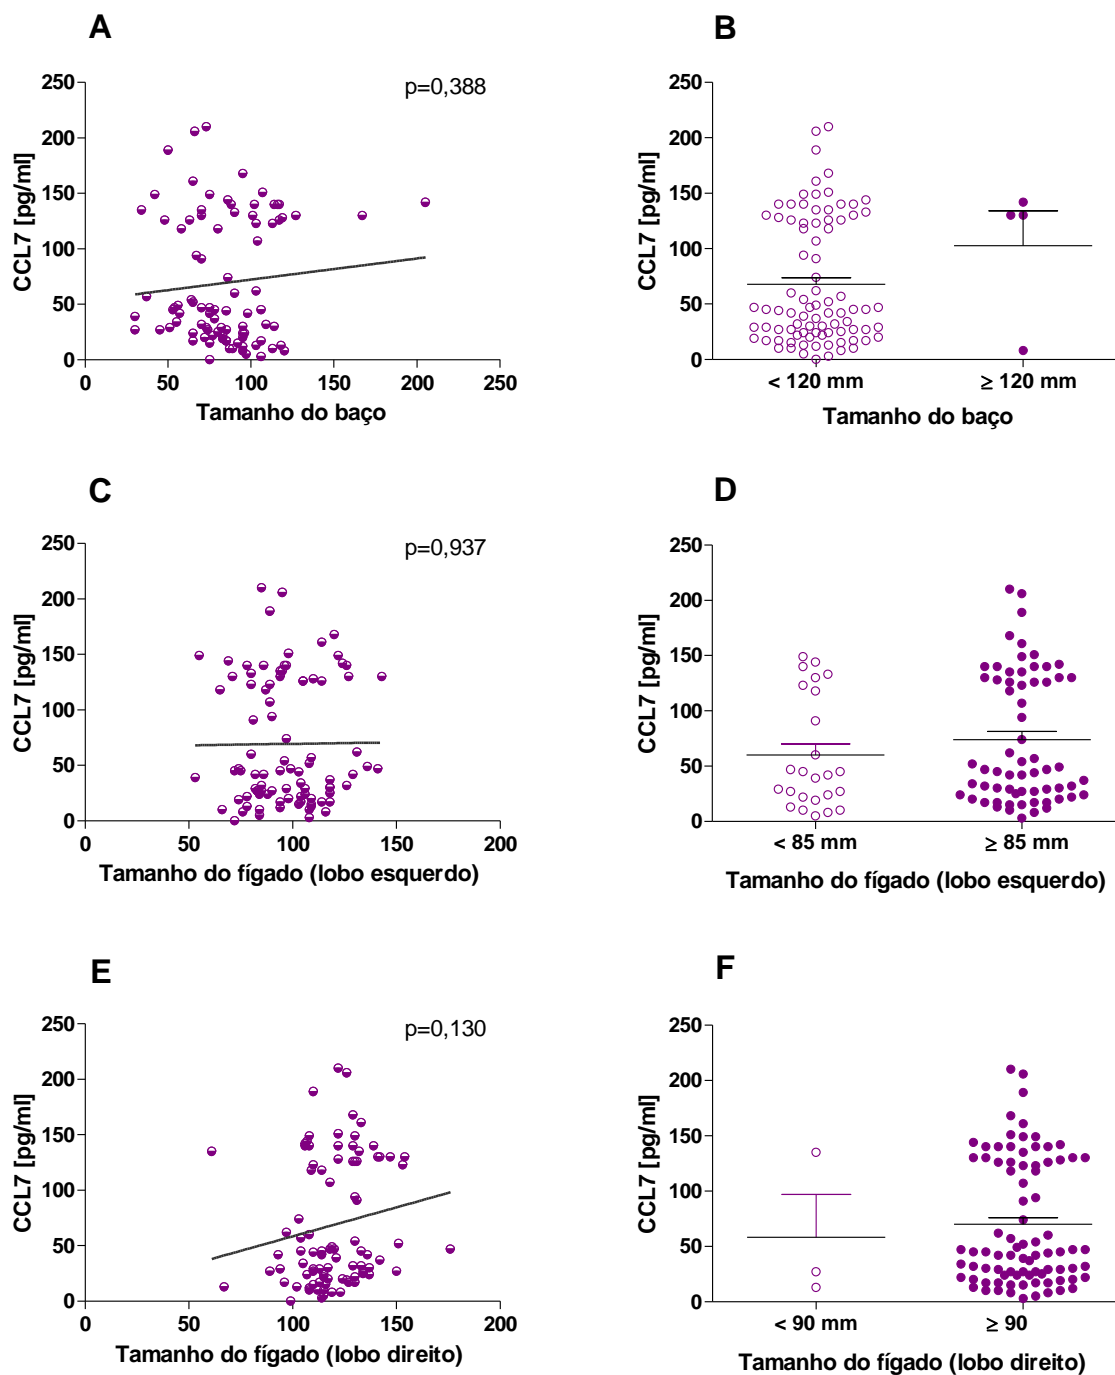 A
p=0,388
CCL7 [pg/ml]
250
200
150
100
50
0
0 50 100 150 200 250
Tamanho do baço
B
CCL7 [pg/ml]
250
200
150
100
50
0
< 120 mm ≥ 120 mm
Tamanho do baço
C
p=0,937
CCL7 [pg/ml]
250
200
150
100
50
0
0 50 100 150 200
Tamanho do fígado (lobo esquerdo)
D
CCL7 [pg/ml]
250
200
150
100
50
0
< 85 mm ≥ 85 mm
Tamanho do fígado (lobo esquerdo)
E
p=0,130
CCL7 [pg/ml]
250
200
150
100
50
0
0 50 100 150 200
Tamanho do fígado (lobo direito)
F
CCL7 [pg/ml]
250
200
150
100
50
0
< 90 mm ≥ 90
Tamanho do fígado (lobo direito)